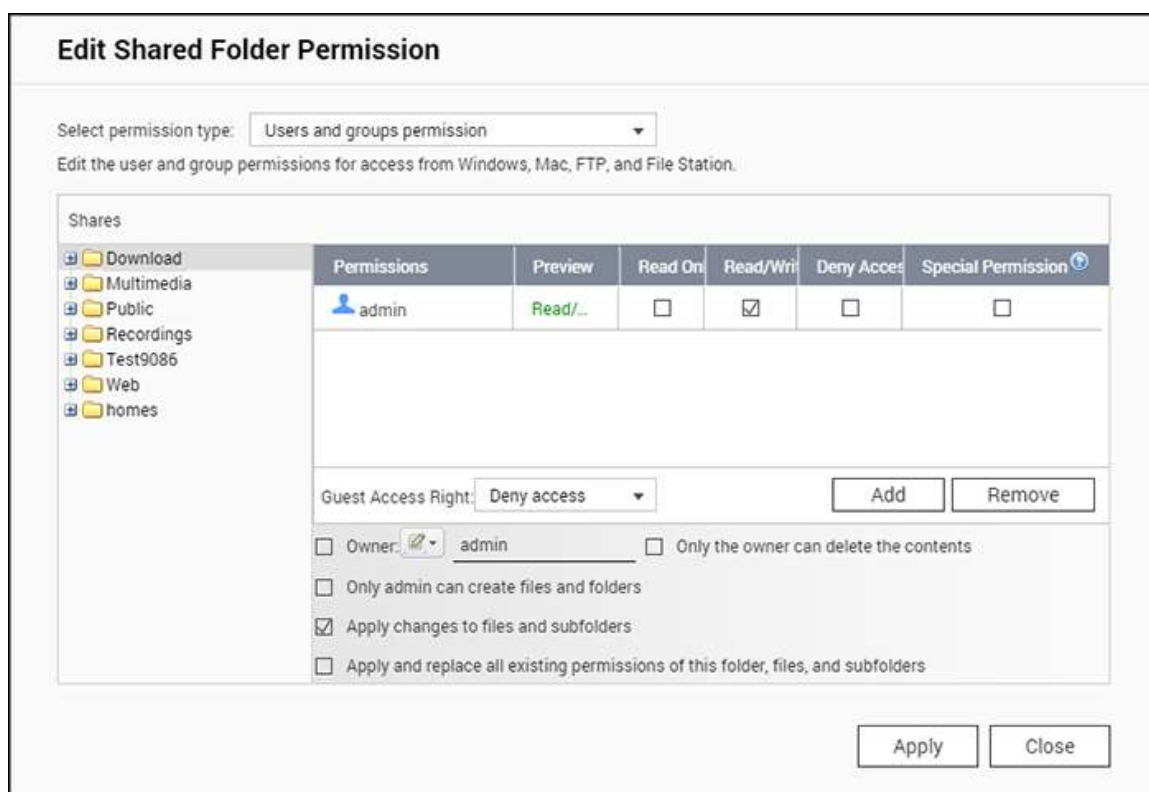 Edit Shared Folder Permission
Select permission type: Users and groups permission
Edit the user and group permissions for access from Windows, Mac, FTP, and File Station.
Shares
Download
Multimedia
Public
Recordings
Test9086
Web
homes
Permissions Preview Read On Read/Writ Deny Acces Special Permission ?
admin Read/...
Guest Access Right: Deny access Add Remove
Owner: admin Only the owner can delete the contents
Only admin can create files and folders
Apply changes to files and subfolders
Apply and replace all existing permissions of this folder, files, and subfolders
Apply Close